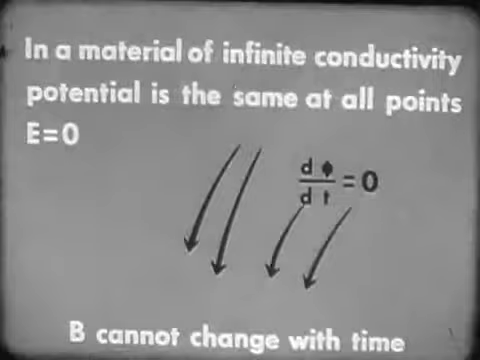 In a material of infinite conductivity
potential is the same at all points
E=0
dϕ/dt = 0
B cannot change with time